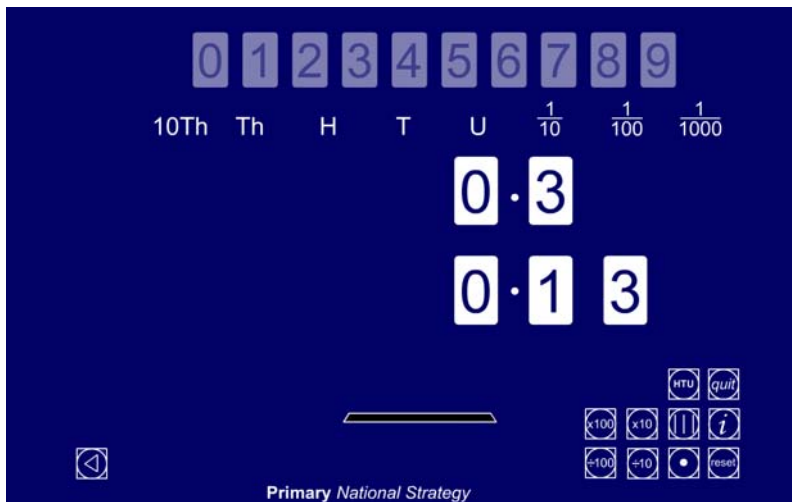 0 1 2 3 4 5 6 7 8 9
10Th Th H T U 1/10 1/100 1/1000
0 . 3
0 . 1 3
HTU quit
x100 x10 i
÷100 ÷10 reset
Primary National Strategy